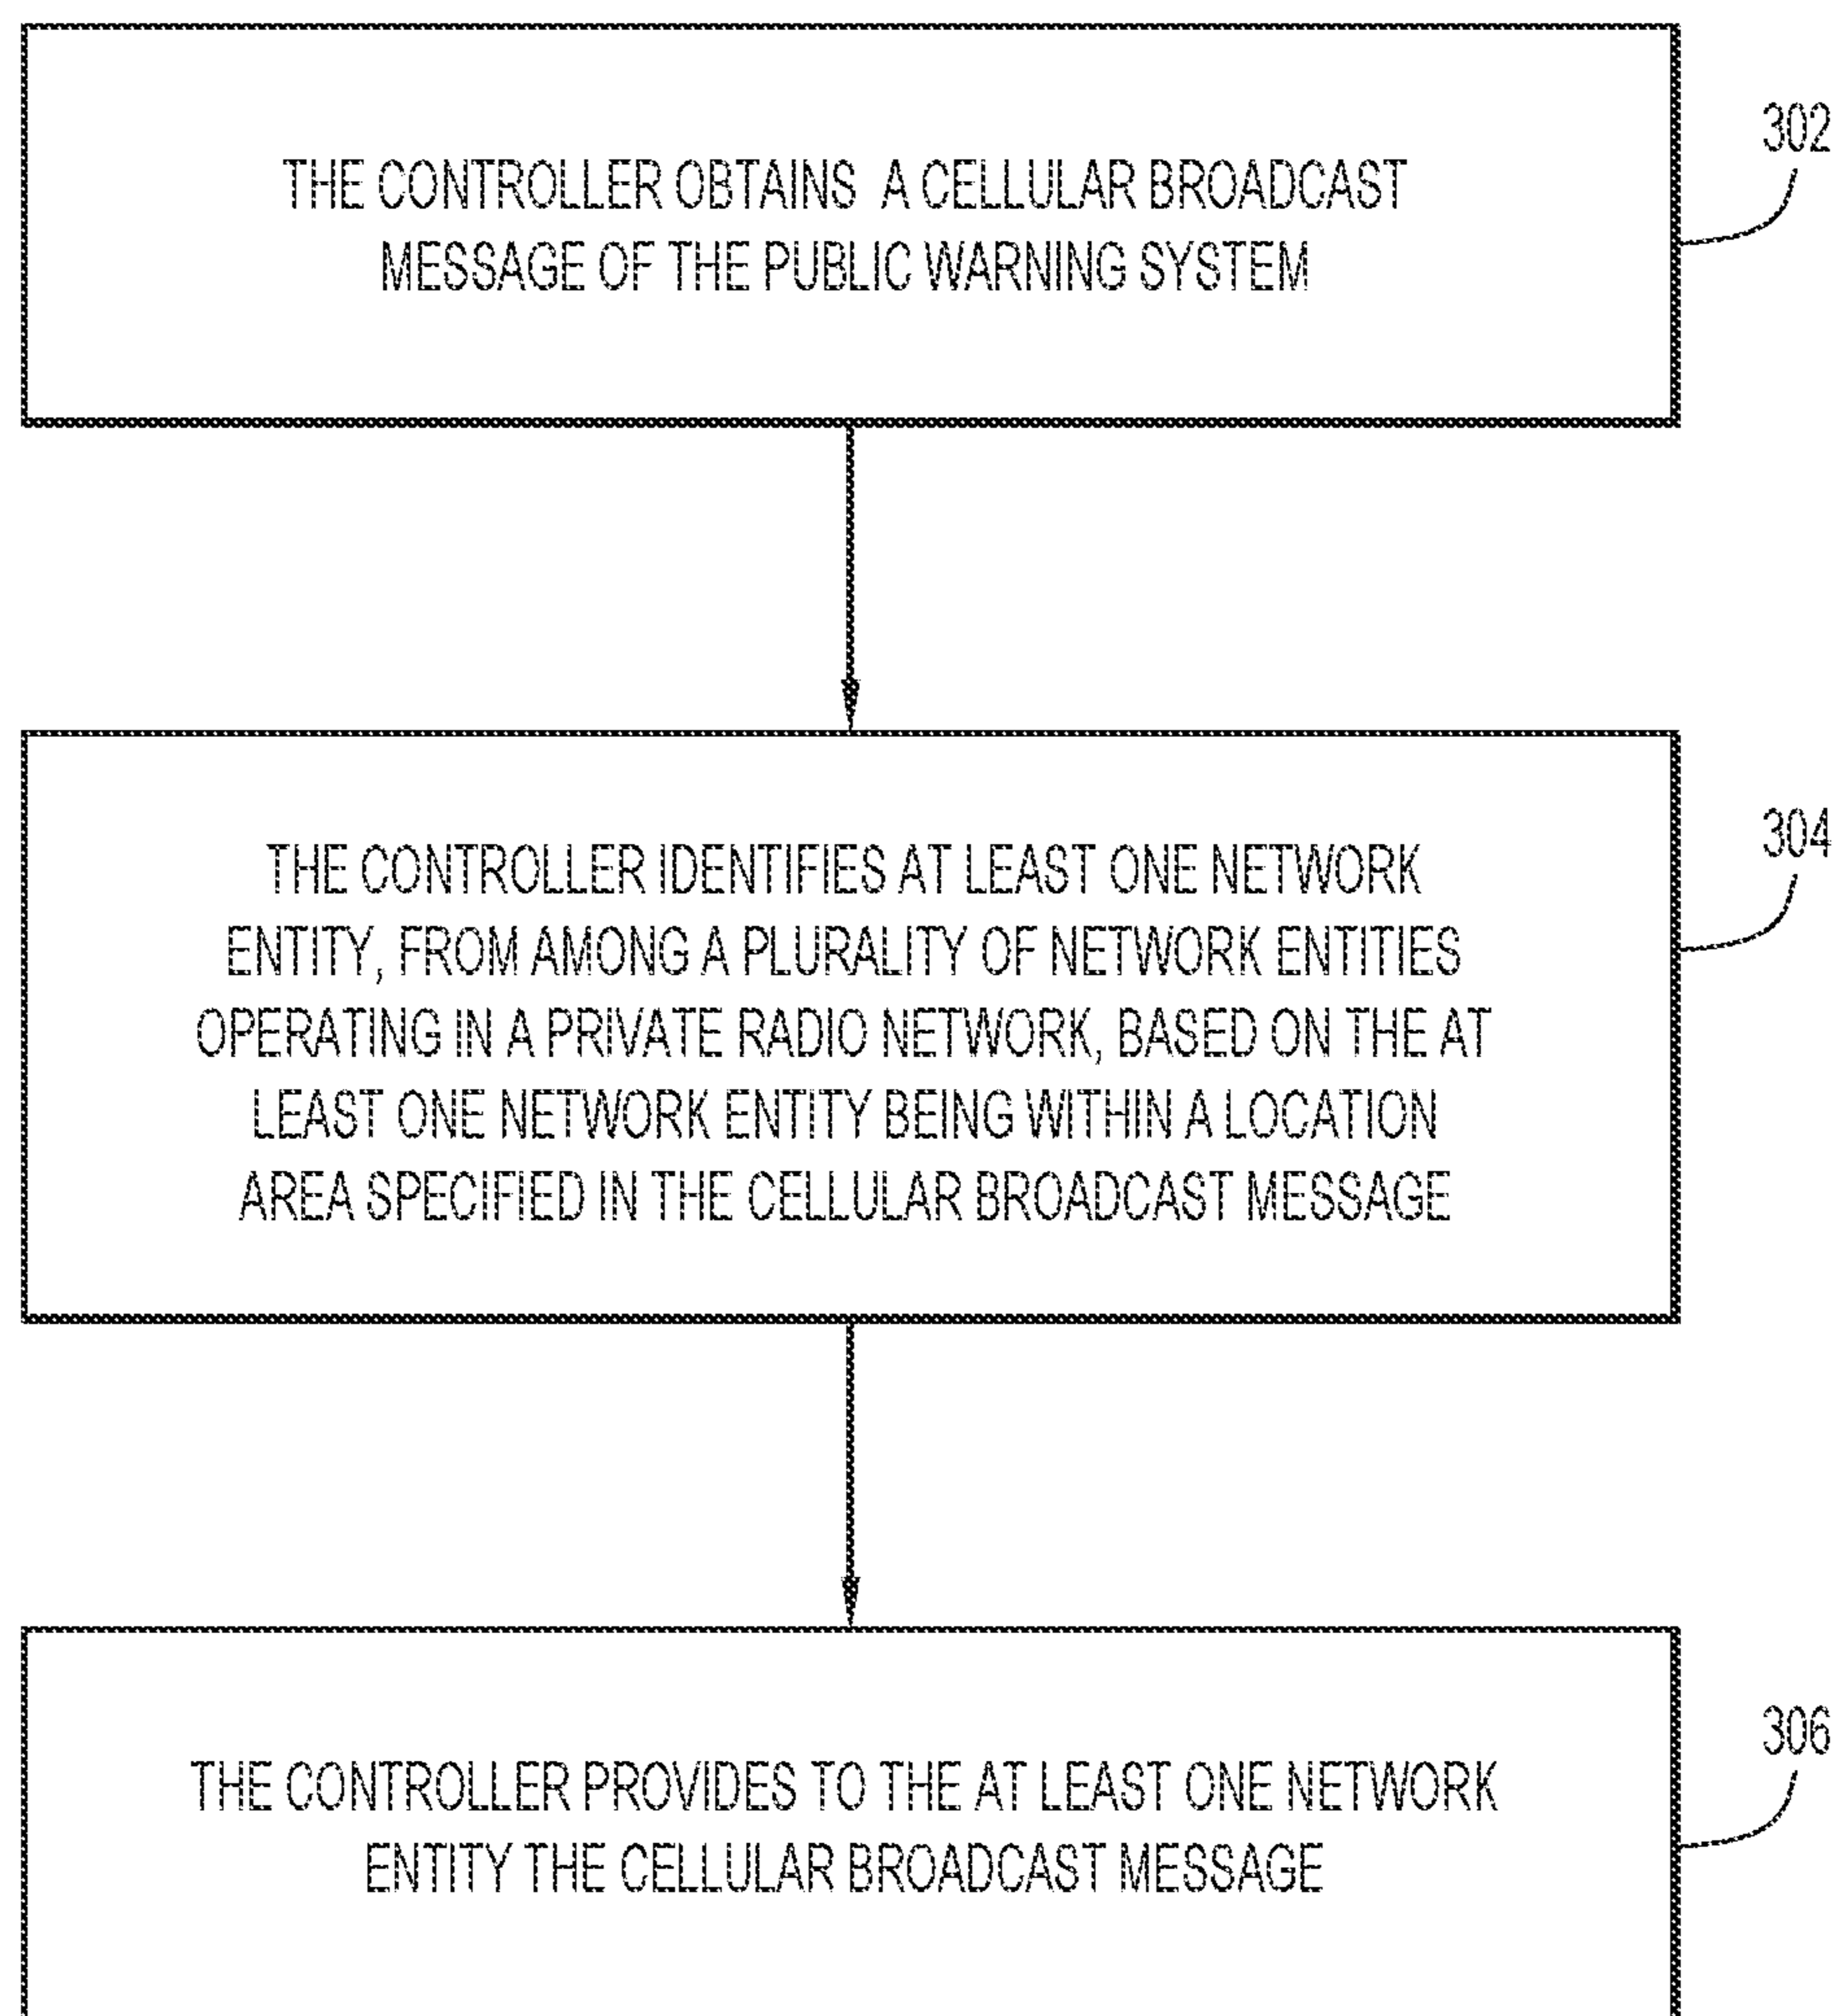 THE CONTROLLER OBTAINS A CELLULAR BROADCAST
MESSAGE OF THE PUBLIC WARNING SYSTEM
302
THE CONTROLLER IDENTIFIES AT LEAST ONE NETWORK
ENTITY, FROM AMONG A PLURALITY OF NETWORK ENTITIES
OPERATING IN A PRIVATE RADIO NETWORK, BASED ON THE AT
LEAST ONE NETWORK ENTITY BEING WITHIN A LOCATION
AREA SPECIFIED IN THE CELLULAR BROADCAST MESSAGE
304
THE CONTROLLER PROVIDES TO THE AT LEAST ONE NETWORK
ENTITY THE CELLULAR BROADCAST MESSAGE
306